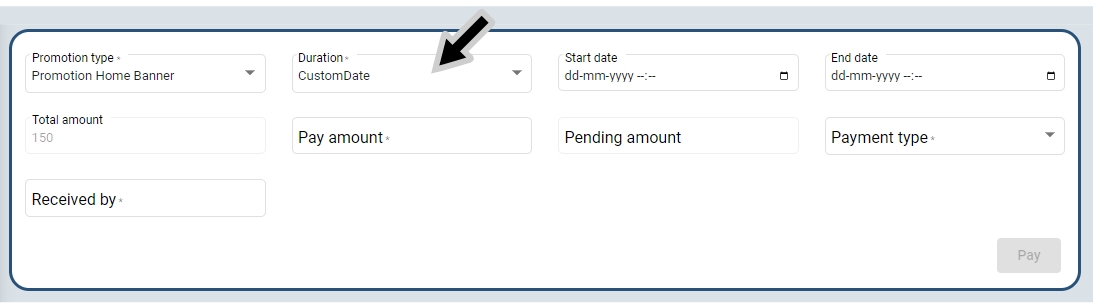 Promotion type * Duration * Start date End date
Promotion Home Banner CustomDate dd-mm-yyyy --:-- dd-mm-yyyy --:--
Total amount
150 Pay amount * Pending amount Payment type *
Received by *
Pay